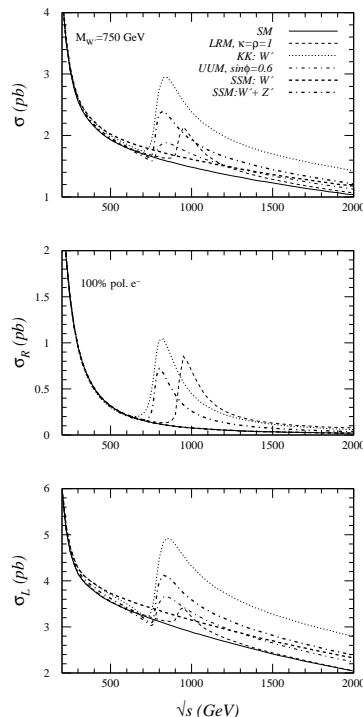 σ (pb)
4
3
2
1
M_W'=750 GeV
SM
LRM, κ=ρ=1
KK: W´
UUM, sinϕ=0.6
SSM: W´
SSM:W´+ Z´
500 1000 1500 2000
σ_R (pb)
2
1.5
1
0.5
0
100% pol. e⁻
500 1000 1500 2000
σ_L (pb)
6
5
4
3
2
500 1000 1500 2000
√s (GeV)